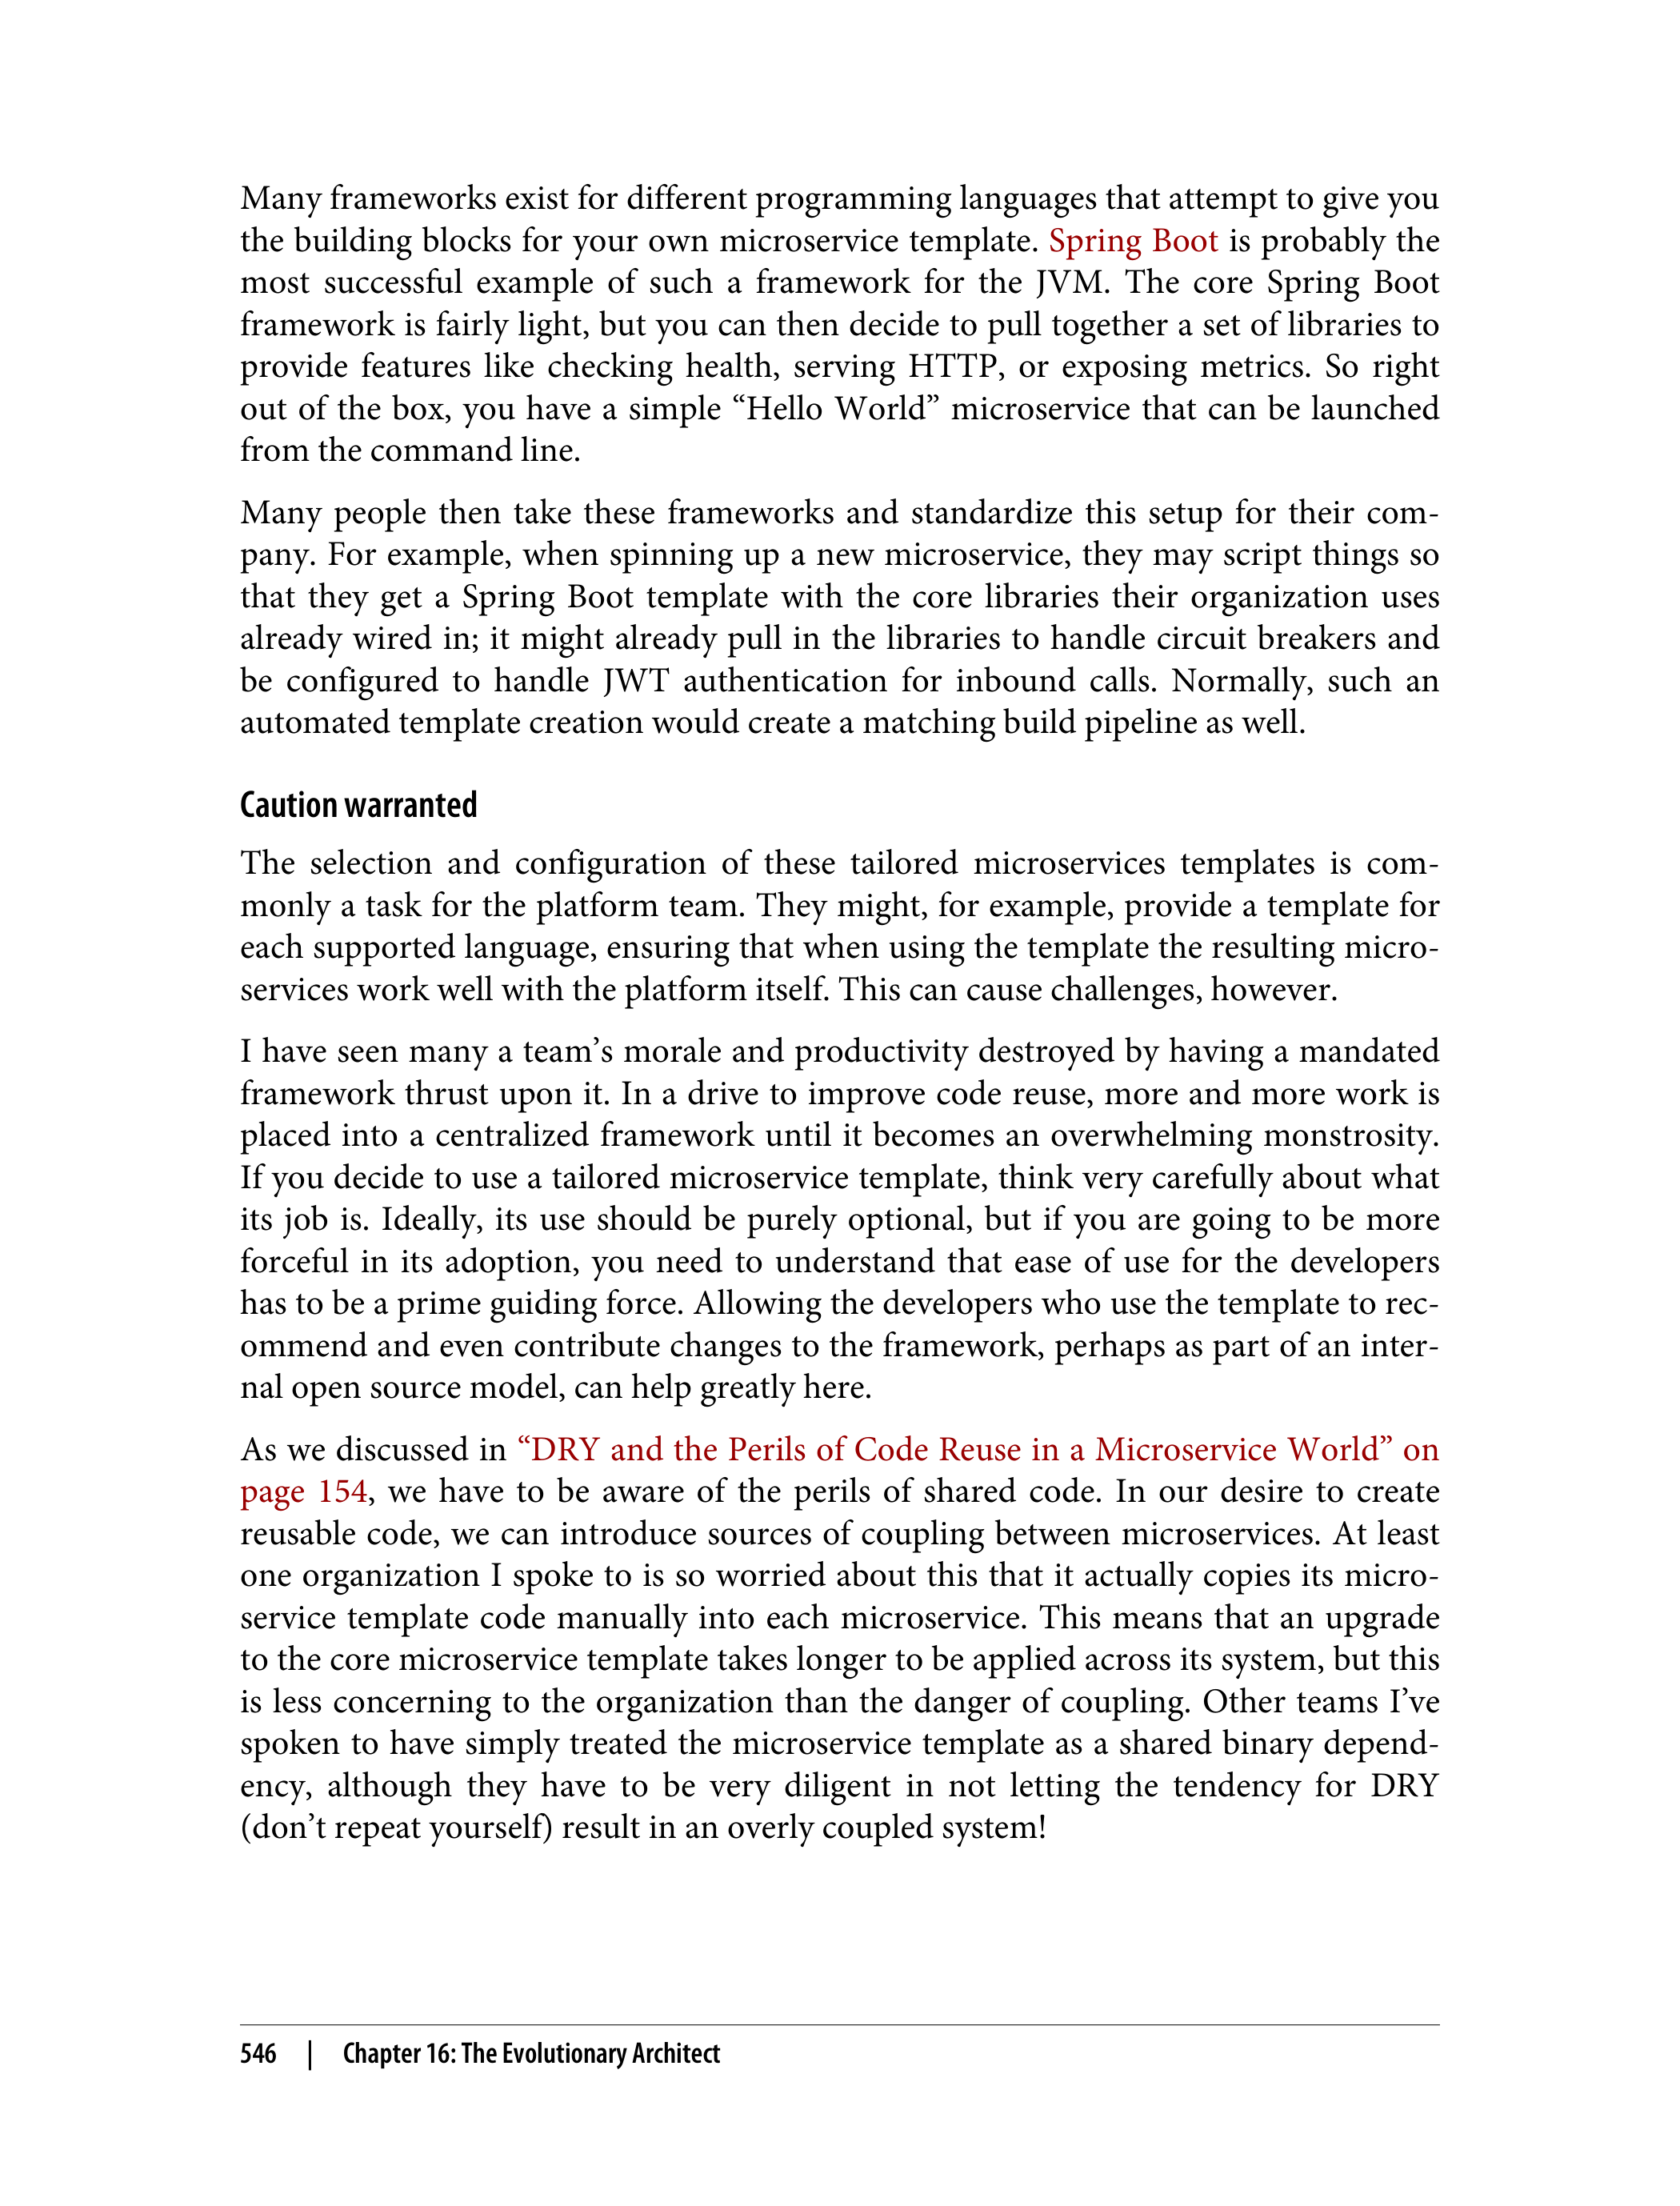 Many frameworks exist for different programming languages that attempt to give you
the building blocks for your own microservice template. Spring Boot is probably the
most successful example of such a framework for the JVM. The core Spring Boot
framework is fairly light, but you can then decide to pull together a set of libraries to
provide features like checking health, serving HTTP, or exposing metrics. So right
out of the box, you have a simple “Hello World” microservice that can be launched
from the command line.
Many people then take these frameworks and standardize this setup for their com-
pany. For example, when spinning up a new microservice, they may script things so
that they get a Spring Boot template with the core libraries their organization uses
already wired in; it might already pull in the libraries to handle circuit breakers and
be configured to handle JWT authentication for inbound calls. Normally, such an
automated template creation would create a matching build pipeline as well.
Caution warranted
The selection and configuration of these tailored microservices templates is com-
monly a task for the platform team. They might, for example, provide a template for
each supported language, ensuring that when using the template the resulting micro-
services work well with the platform itself. This can cause challenges, however.
I have seen many a team’s morale and productivity destroyed by having a mandated
framework thrust upon it. In a drive to improve code reuse, more and more work is
placed into a centralized framework until it becomes an overwhelming monstrosity.
If you decide to use a tailored microservice template, think very carefully about what
its job is. Ideally, its use should be purely optional, but if you are going to be more
forceful in its adoption, you need to understand that ease of use for the developers
has to be a prime guiding force. Allowing the developers who use the template to rec-
ommend and even contribute changes to the framework, perhaps as part of an inter-
nal open source model, can help greatly here.
As we discussed in “DRY and the Perils of Code Reuse in a Microservice World” on
page 154, we have to be aware of the perils of shared code. In our desire to create
reusable code, we can introduce sources of coupling between microservices. At least
one organization I spoke to is so worried about this that it actually copies its micro-
service template code manually into each microservice. This means that an upgrade
to the core microservice template takes longer to be applied across its system, but this
is less concerning to the organization than the danger of coupling. Other teams I’ve
spoken to have simply treated the microservice template as a shared binary depend-
ency, although they have to be very diligent in not letting the tendency for DRY
(don’t repeat yourself) result in an overly coupled system!
546 | Chapter 16: The Evolutionary Architect